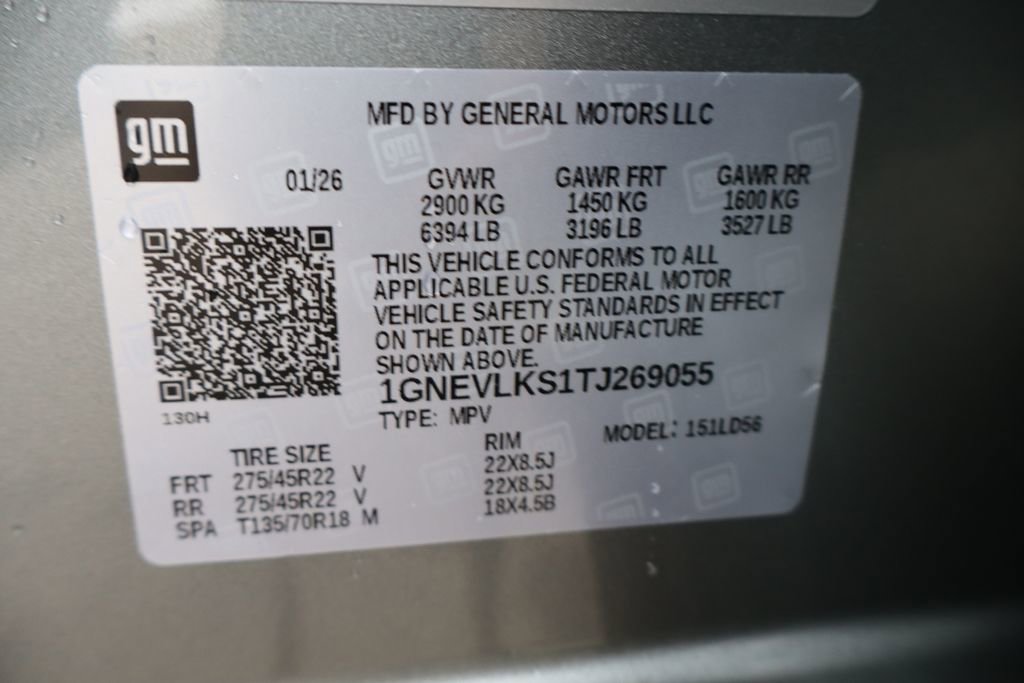 gm
MFD BY GENERAL MOTORS LLC
01/26 GVWR GAWR FRT GAWR RR
2900 KG 1450 KG 1600 KG
6394 LB 3196 LB 3527 LB
THIS VEHICLE CONFORMS TO ALL
APPLICABLE U.S. FEDERAL MOTOR
VEHICLE SAFETY STANDARDS IN EFFECT
ON THE DATE OF MANUFACTURE
SHOWN ABOVE.
1GNEVLKS1TJ269055
130H
TYPE: MPV
MODEL: 151LD56
TIRE SIZE RIM
FRT 275/45R22 V 22X8.5J
RR 275/45R22 V 22X8.5J
SPA T135/70R18 M 18X4.5B